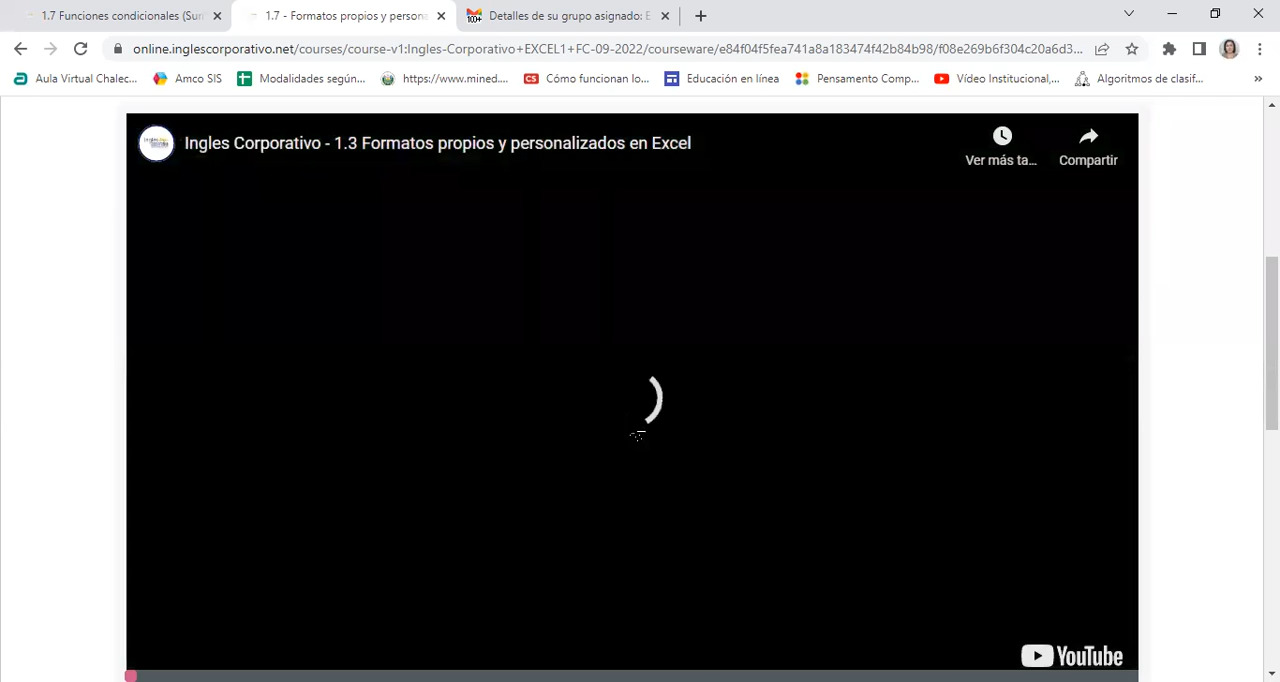 1.7 Funciones condicionales (Sun
1.7 - Formatos propios y persona
100+
Detalles de su grupo asignado: E
online.inglescorporativo.net/courses/course-v1:Ingles-Corporativo+EXCEL1+FC-09-2022/courseware/e84f04f5fea741a8a183474f42b84b98/f08e269b6f304c20a6d3...
Aula Virtual Chalec...
Amco SIS
Modalidades según...
https://www.mined...
CS
Cómo funcionan lo...
Educación en línea
Pensamento Comp...
Vídeo Institucional,...
Algoritmos de clasif...
»
Ingles Corporativo - 1.3 Formatos propios y personalizados en Excel
Ver más ta...
Compartir
YouTube